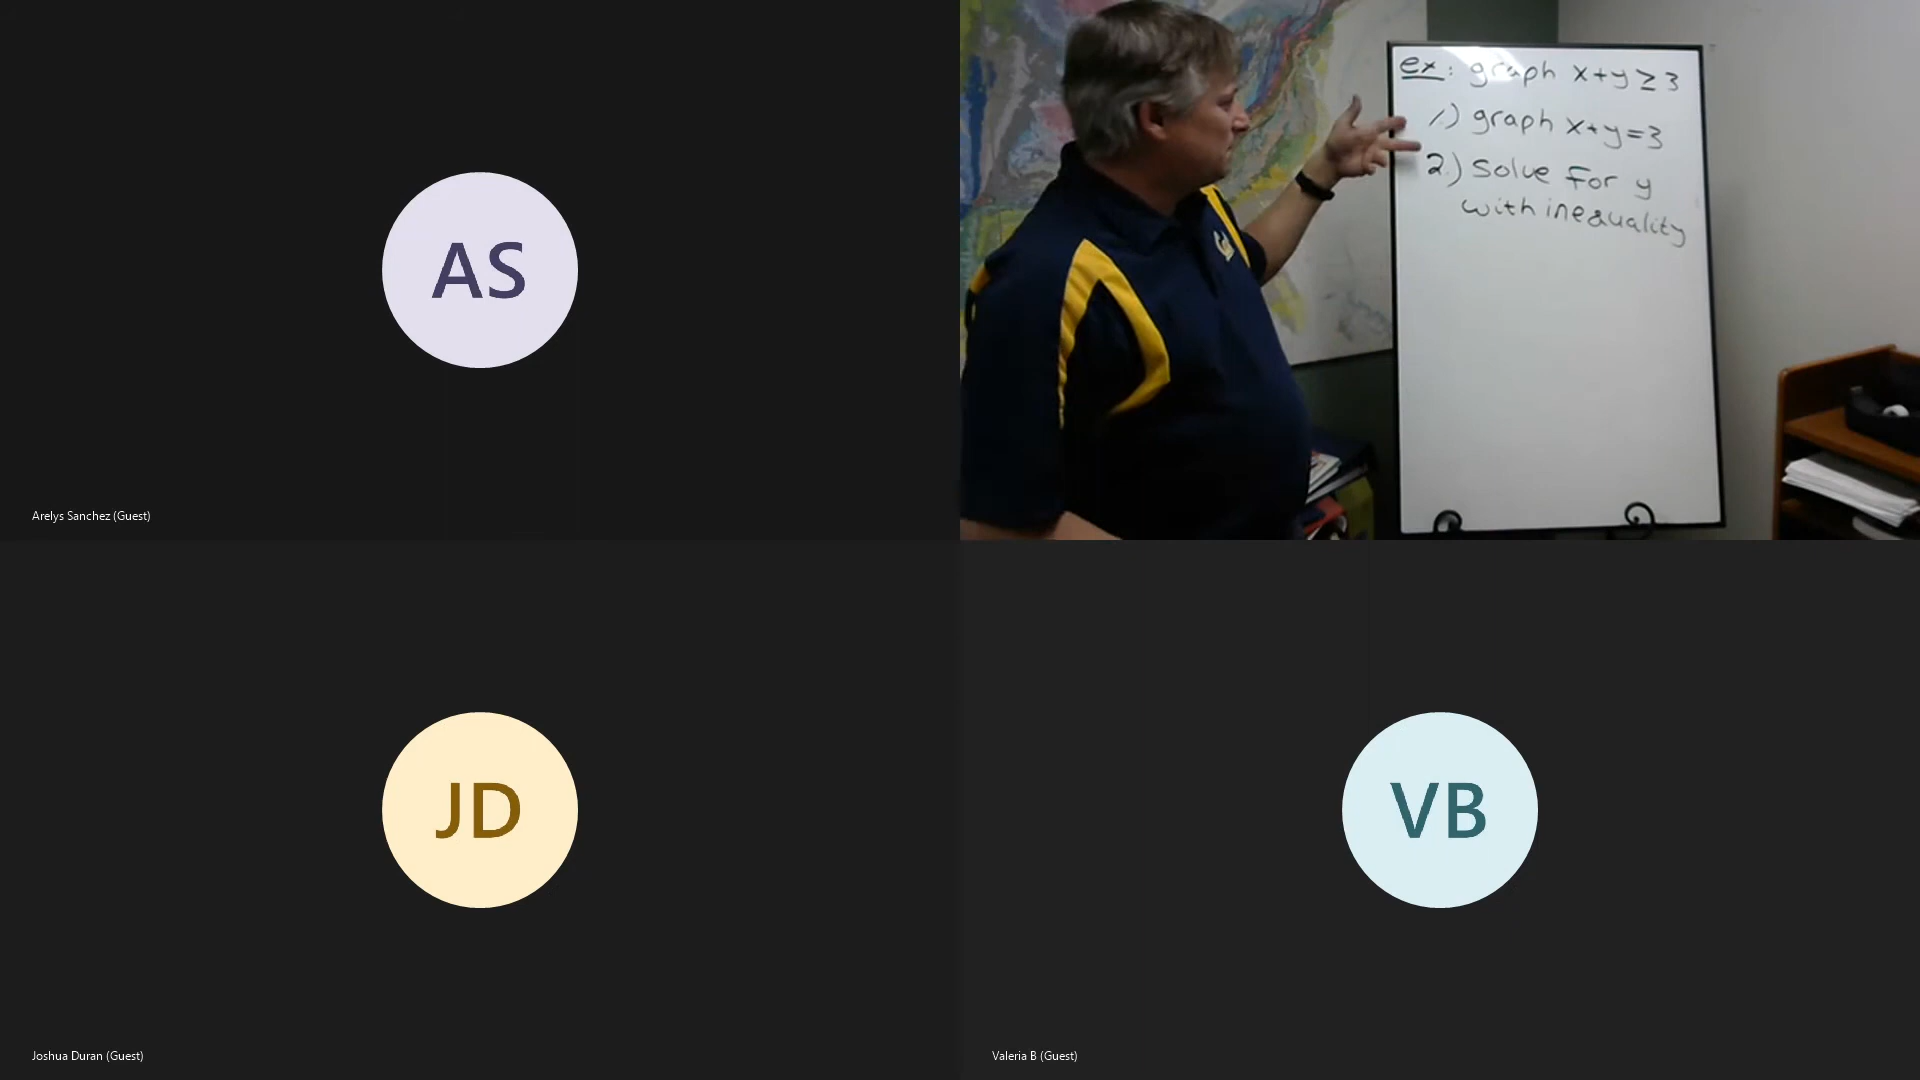 AS
Arelys Sanchez (Guest)
ex: graph x+y ≥ 3
1.) graph x+y=3
2.) Solve for y
with inequality
JD
Joshua Duran (Guest)
VB
Valeria B (Guest)